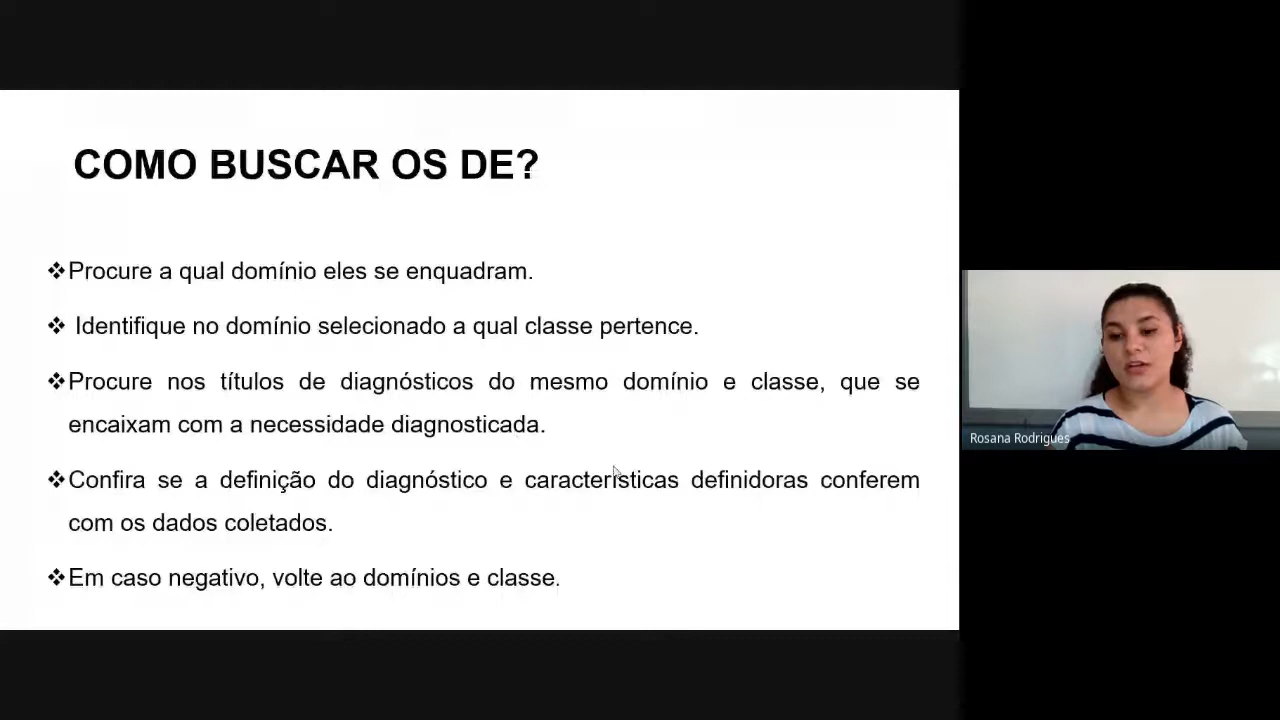 COMO BUSCAR OS DE?
❖Procure a qual domínio eles se enquadram.
❖ Identifique no domínio selecionado a qual classe pertence.
❖Procure nos títulos de diagnósticos do mesmo domínio e classe, que se
encaixam com a necessidade diagnosticada.
❖Confira se a definição do diagnóstico e características definidoras conferem
com os dados coletados.
❖Em caso negativo, volte ao domínios e classe.
Rosana Rodrigues